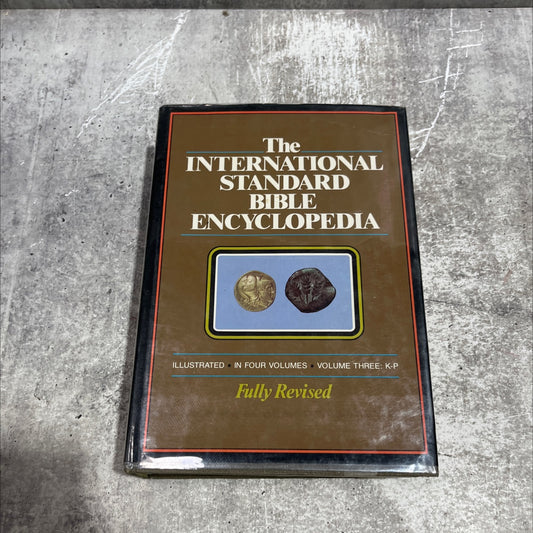 The
INTERNATIONAL
STANDARD
BIBLE
ENCYCLOPEDIA
ILLUSTRATED • IN FOUR VOLUMES • VOLUME THREE: K-P
Fully Revised